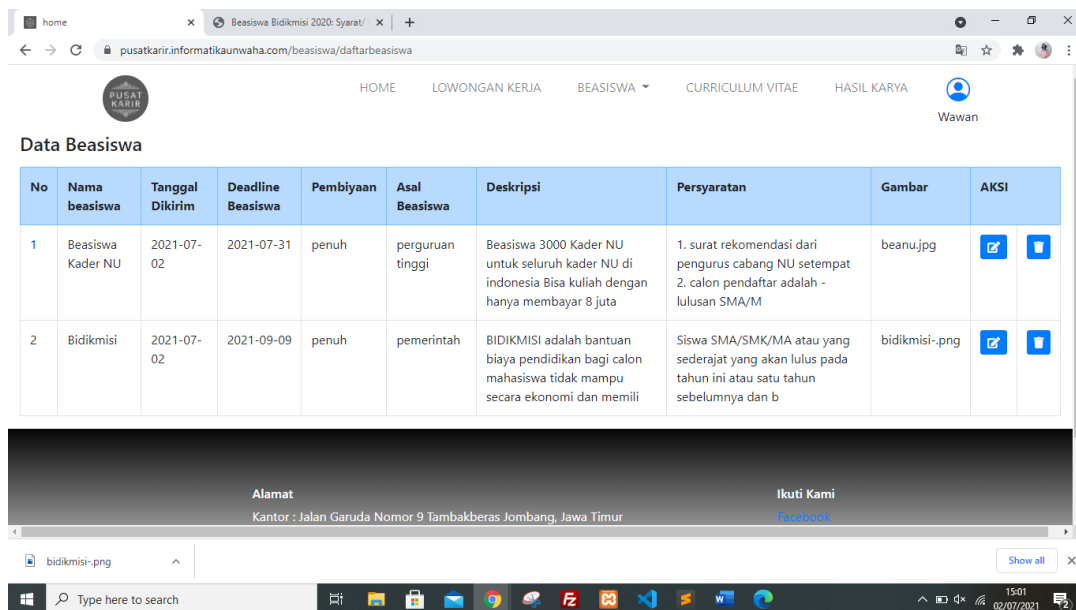 home
Beasiswa Bidikmisi 2020: Syarat/
pusatkarir.informatikaunwaha.com/beasiswa/daftarbeasiswa
PUSAT
KARIR
HOME LOWONGAN KERJA BEASISWA CURRICULUM VITAE HASIL KARYA
Wawan
Data Beasiswa
No Nama beasiswa Tanggal Dikirim Deadline Beasiswa Pembiyaan Asal Beasiswa Deskripsi Persyaratan Gambar AKSI
1 Beasiswa Kader NU 2021-07-02 2021-07-31 penuh perguruan tinggi
Beasiswa 3000 Kader NU
untuk seluruh kader NU di
indonesia Bisa kuliah dengan
hanya membayar 8 juta
1. surat rekomendasi dari
pengurus cabang NU setempat
2. calon pendaftar adalah -
lulusan SMA/M
beanu.jpg
2 Bidikmisi 2021-07-02 2021-09-09 penuh pemerintah
BIDIKMISI adalah bantuan
biaya pendidikan bagi calon
mahasiswa tidak mampu
secara ekonomi dan memili
Siswa SMA/SMK/MA atau yang
sederajat yang akan lulus pada
tahun ini atau satu tahun
sebelumnya dan b
bidikmisi-.png
Alamat
Kantor : Jalan Garuda Nomor 9 Tambakberas Jombang, Jawa Timur
Ikuti Kami
Facebook
bidikmisi-.png
Show all
Type here to search
15:01
02/07/2021
2